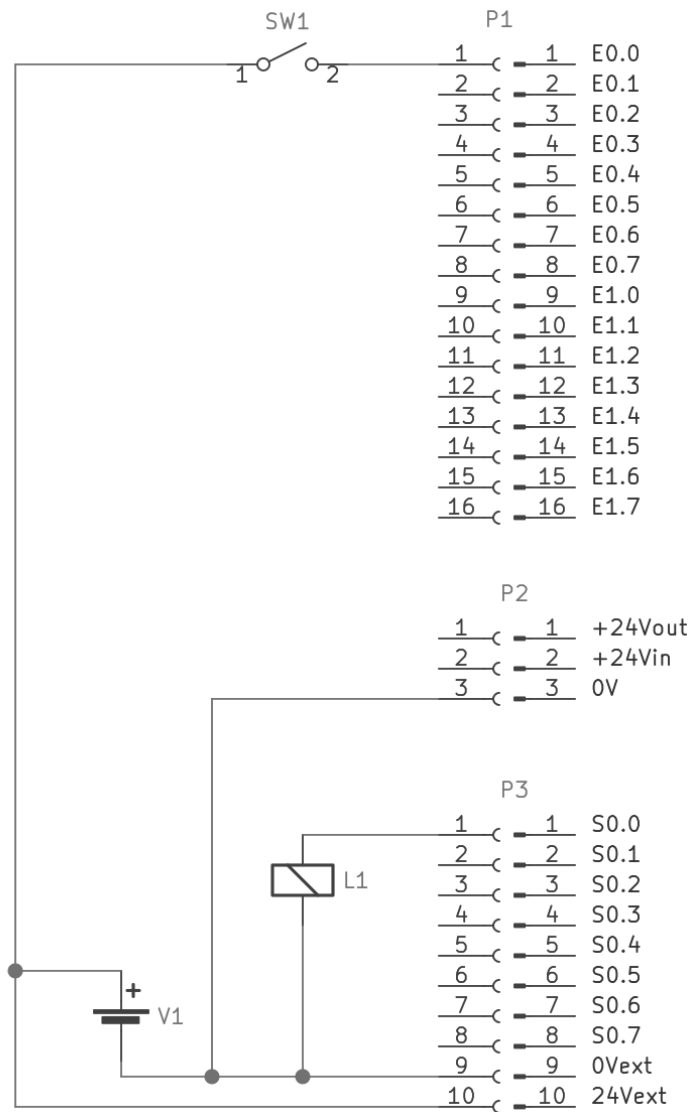 SW1 P1
1 2
1 1 E0.0
2 2 E0.1
3 3 E0.2
4 4 E0.3
5 5 E0.4
6 6 E0.5
7 7 E0.6
8 8 E0.7
9 9 E1.0
10 10 E1.1
11 11 E1.2
12 12 E1.3
13 13 E1.4
14 14 E1.5
15 15 E1.6
16 16 E1.7
P2
1 1 +24Vout
2 2 +24Vin
3 3 0V
P3
1 1 S0.0
2 2 S0.1
L1
3 3 S0.2
4 4 S0.3
5 5 S0.4
6 6 S0.5
+
V1
7 7 S0.6
8 8 S0.7
9 9 0Vext
10 10 24Vext